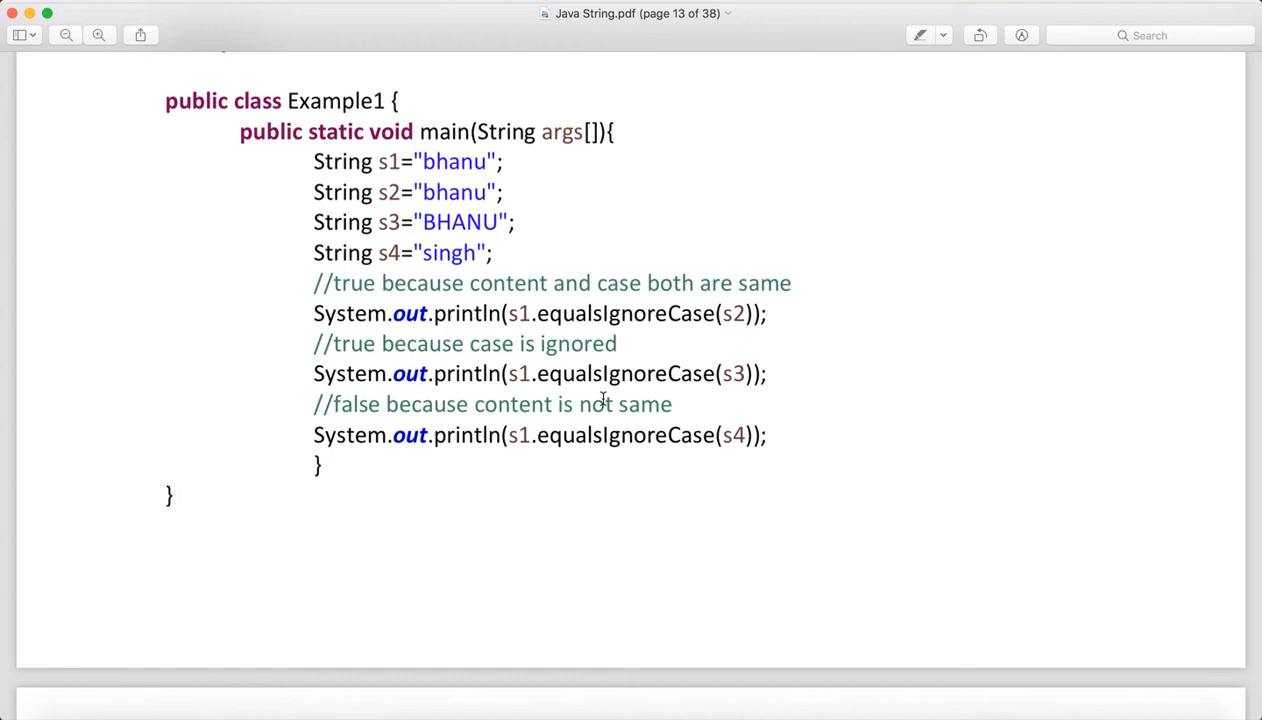 Java String.pdf (page 13 of 38)
Search
public class Example1 {
public static void main(String args[]){
String s1="bhanu";
String s2="bhanu";
String s3="BHANU";
String s4="singh";
//true because content and case both are same
System.out.println(s1.equalsIgnoreCase(s2));
//true because case is ignored
System.out.println(s1.equalsIgnoreCase(s3));
//false because content is not same
System.out.println(s1.equalsIgnoreCase(s4));
}
}